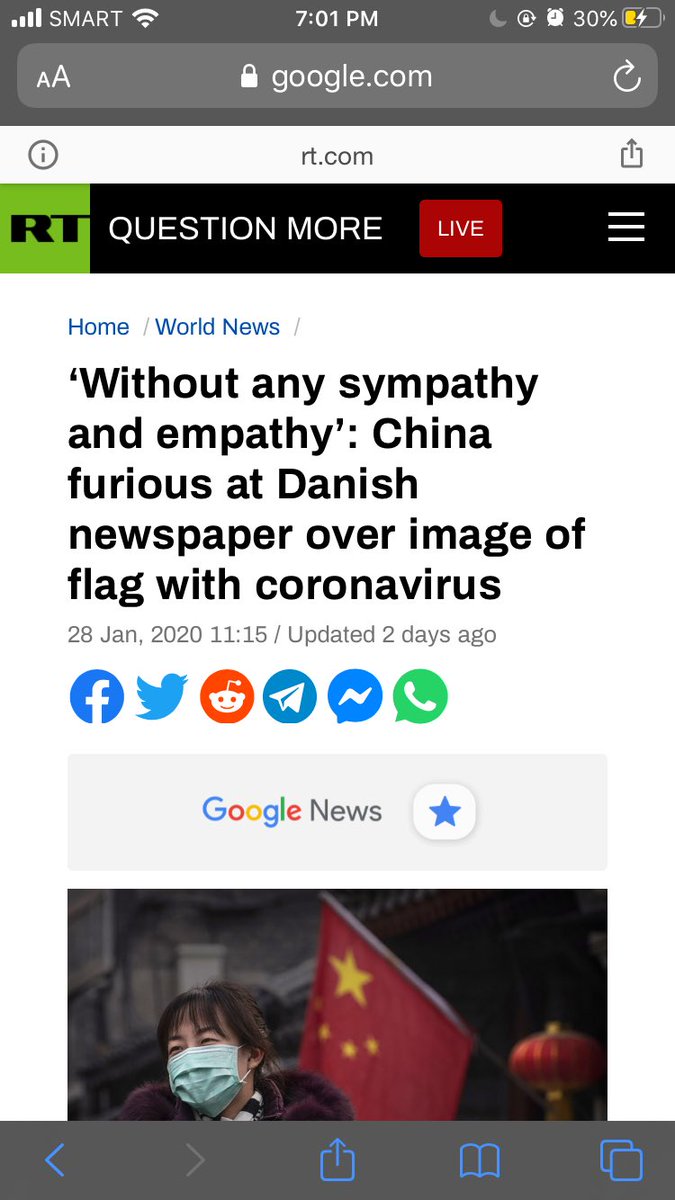 SMART 7:01 PM 30%
AA google.com
rt.com
RT QUESTION MORE LIVE
Home / World News /
‘Without any sympathy
and empathy’: China
furious at Danish
newspaper over image of
flag with coronavirus
28 Jan, 2020 11:15 / Updated 2 days ago
Google News